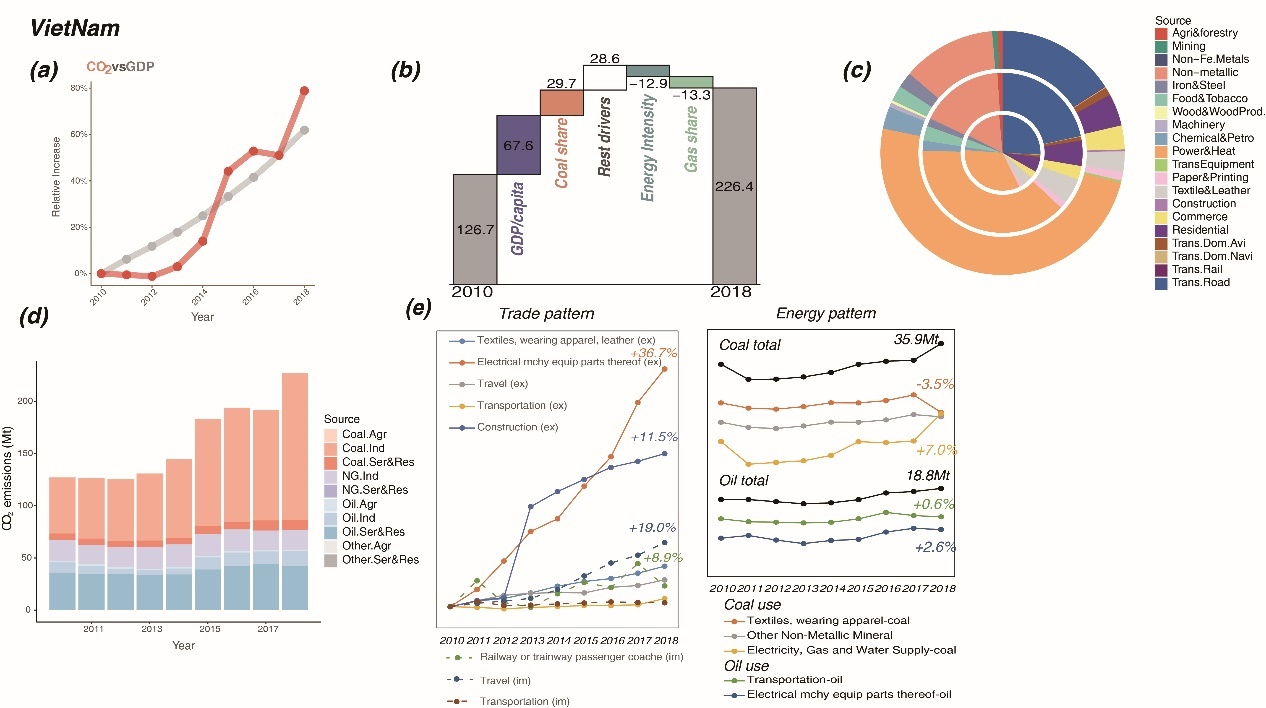 VietNam
(a)
CO2vsGDP
80%
60%
40%
20%
0%
Relative Increase
2010
2012
2014
2016
2018
Year
(b)
126.7
67.6
29.7
28.6
−12.9
−13.3
226.4
GDP/capita
Coal share
Rest drivers
Energy Intensity
Gas share
2010
2018
(c)
Source
Agri&forestry
Mining
Non−Fe.Metals
Non−metallic
Iron&Steel
Food&Tobacco
Wood&WoodProd.
Machinery
Chemical&Petro
Power&Heat
TransEquipment
Paper&Printing
Textile&Leather
Construction
Commerce
Residential
Trans.Dom.Avi
Trans.Dom.Navi
Trans.Rail
Trans.Road
(d)
CO2 emissions (Mt)
200
150
100
50
0
2011
2013
2015
2017
Year
Source
Coal.Agr
Coal.Ind
Coal.Ser&Res
NG.Ind
NG.Ser&Res
Oil.Agr
Oil.Ind
Oil.Ser&Res
Other.Agr
Other.Ser&Res
(e)
Trade pattern
Textiles, wearing apparel, leather (ex)
+36.7%
Electrical mchy equip parts thereof (ex)
Travel (ex)
Transportation (ex)
Construction (ex)
+11.5%
+19.0%
+8.9%
2010 2011 2012 2013 2014 2015 2016 2017 2018
Railway or trainway passenger coache (im)
Travel (im)
Transportation (im)
Energy pattern
Coal total
35.9Mt
-3.5%
+7.0%
Oil total
18.8Mt
+0.6%
+2.6%
2010 2011 2012 2013 2014 2015 2016 2017 2018
Coal use
Textiles, wearing apparel-coal
Other Non-Metallic Mineral
Electricity, Gas and Water Supply-coal
Oil use
Transportation-oil
Electrical mchy equip parts thereof-oil